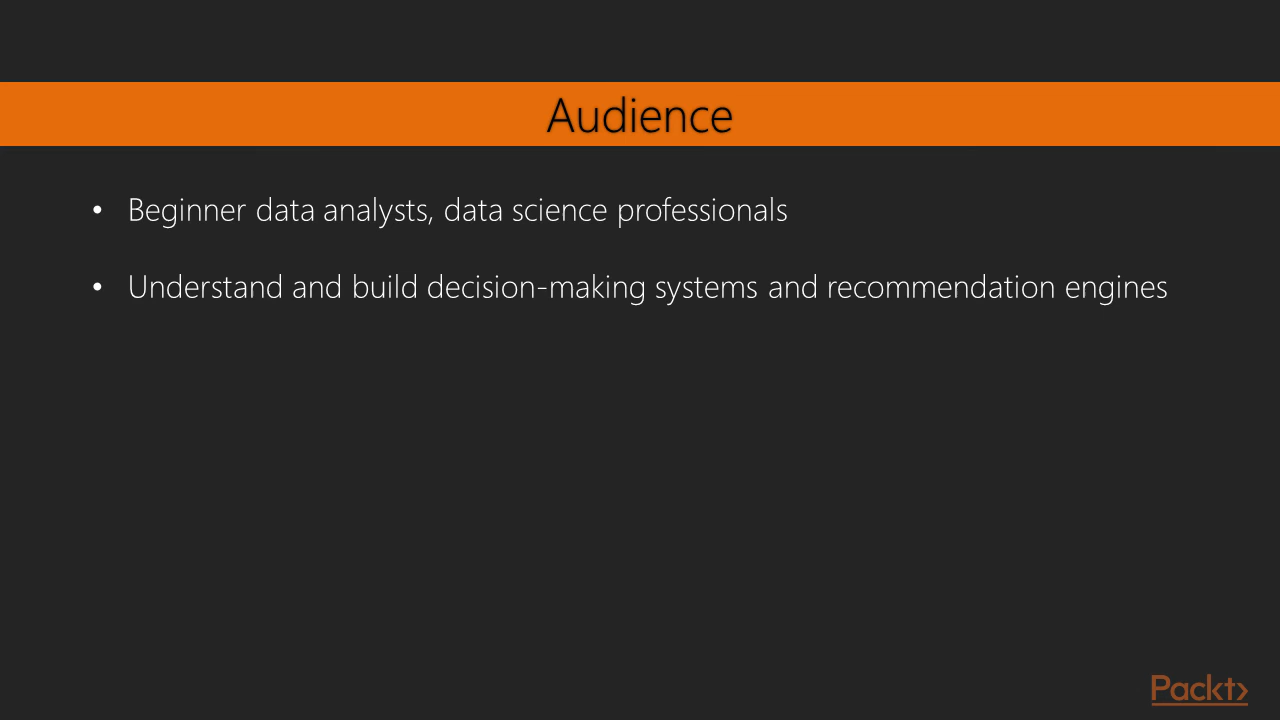 Audience
• Beginner data analysts, data science professionals
• Understand and build decision-making systems and recommendation engines
Packt>